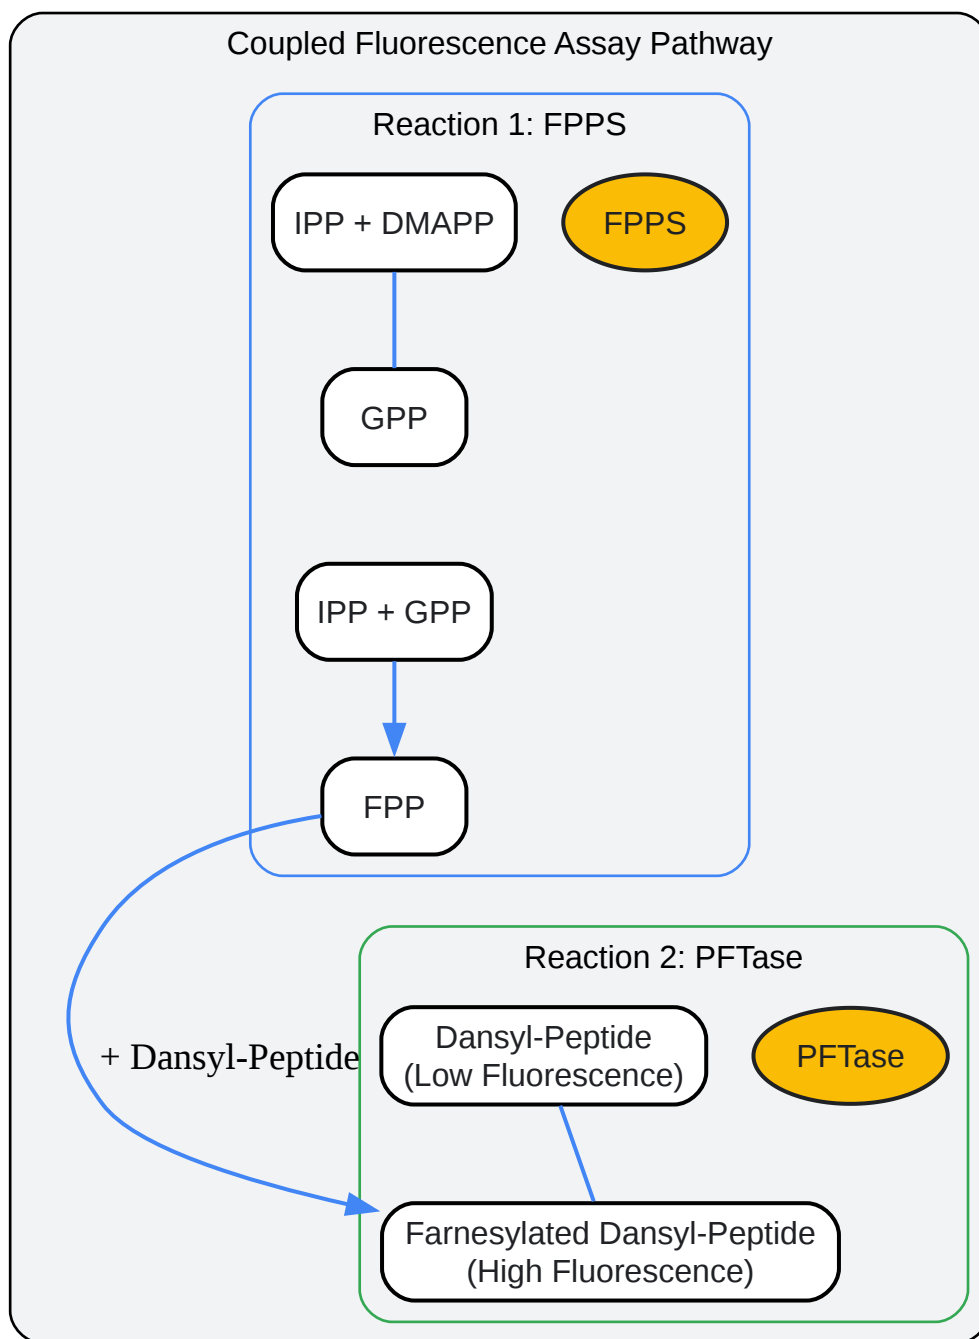 Coupled Fluorescence Assay Pathway
Reaction 1: FPPS
IPP + DMAPP
FPPS
GPP
IPP + GPP
FPP
Reaction 2: PFTase
Dansyl-Peptide
(Low Fluorescence)
PFTase
+ Dansyl-Peptide
Farnesylated Dansyl-Peptide
(High Fluorescence)